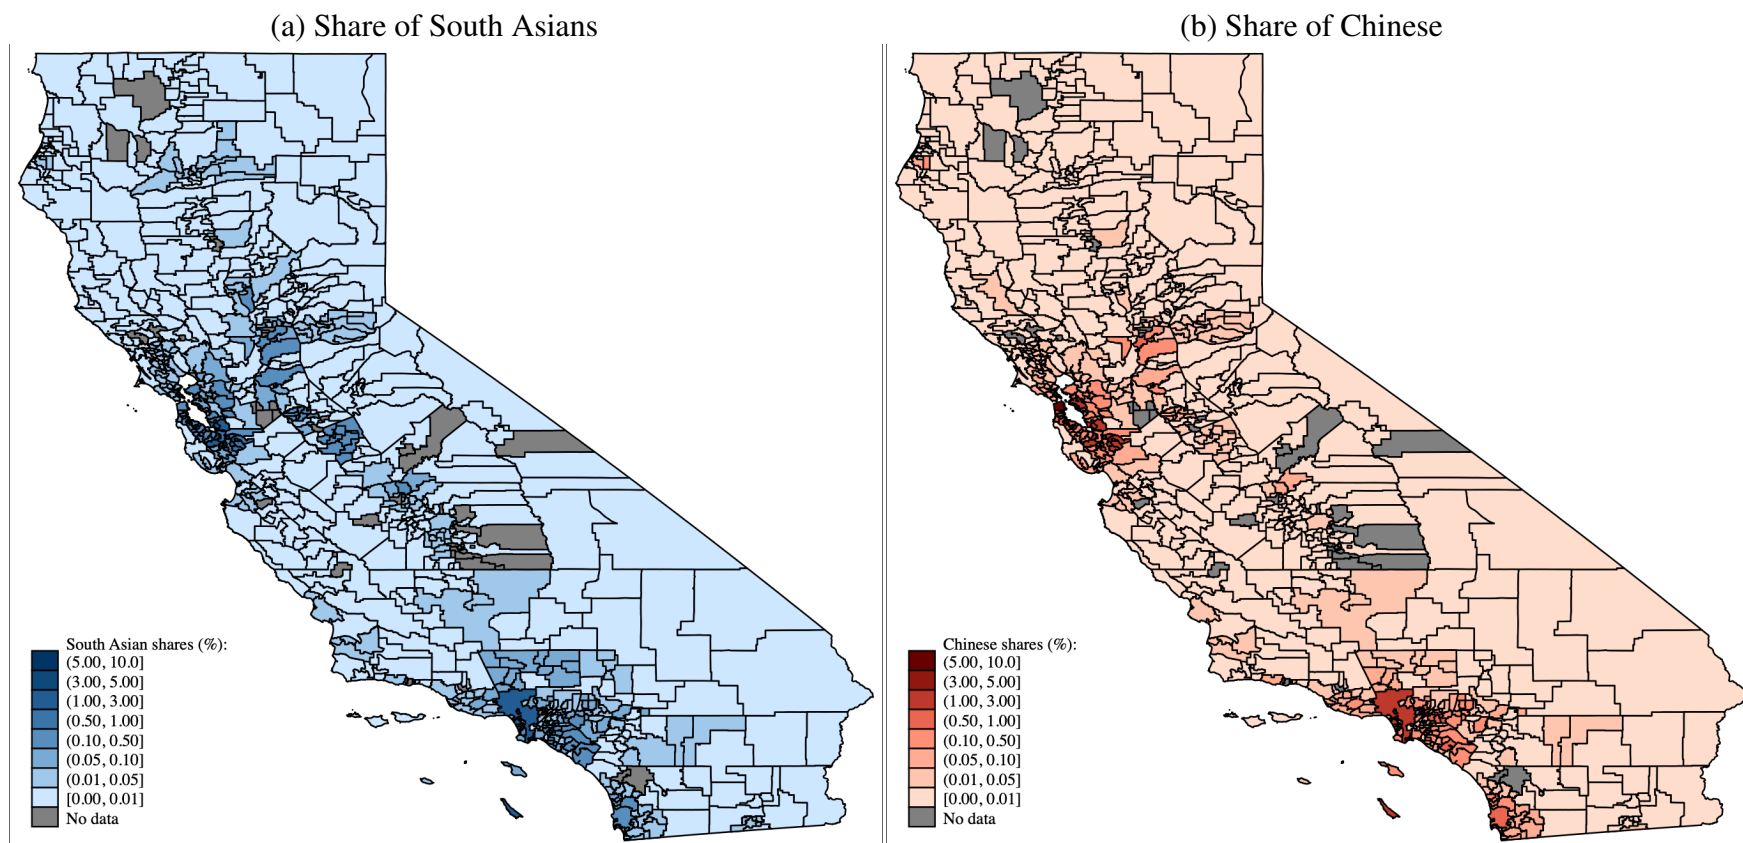 (a) Share of South Asians
(b) Share of Chinese
South Asian shares (%):
(5.00, 10.0]
(3.00, 5.00]
(1.00, 3.00]
(0.50, 1.00]
(0.10, 0.50]
(0.05, 0.10]
(0.01, 0.05]
[0.00, 0.01]
No data
Chinese shares (%):
(5.00, 10.0]
(3.00, 5.00]
(1.00, 3.00]
(0.50, 1.00]
(0.10, 0.50]
(0.05, 0.10]
(0.01, 0.05]
[0.00, 0.01]
No data